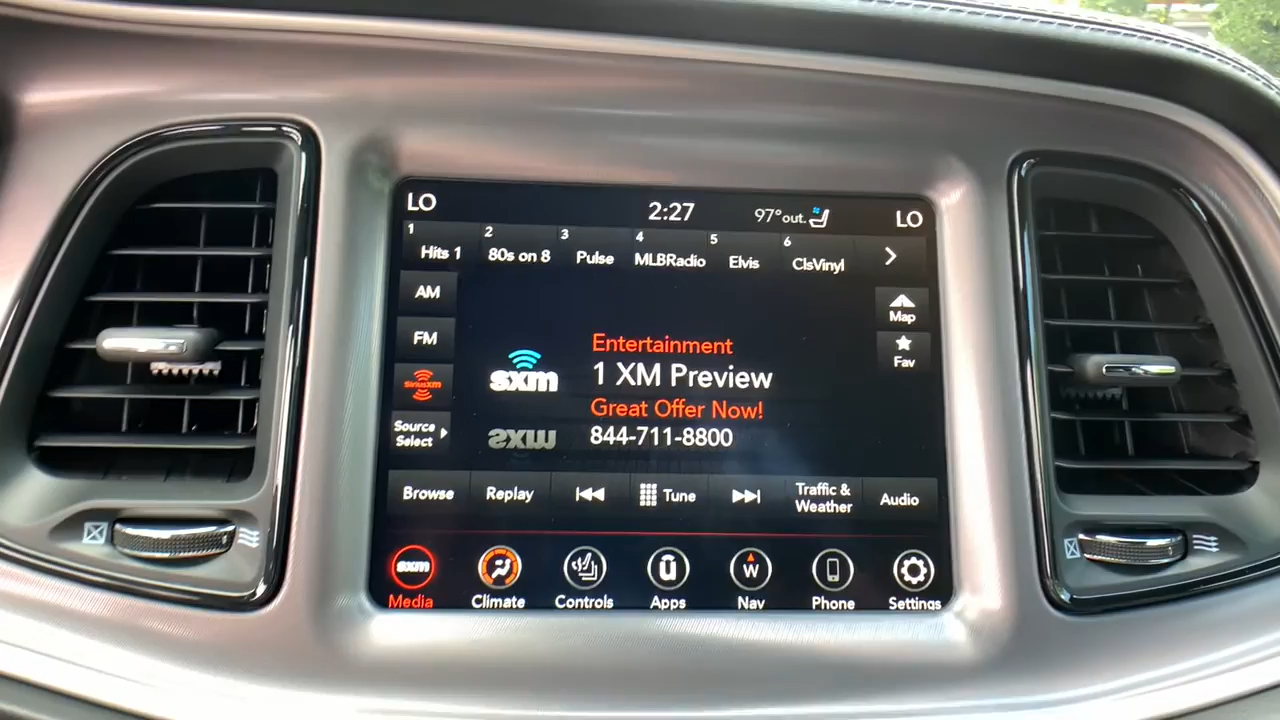 LO 2:27 97°out. LO
1 2 3 4 5 6
Hits 1 80s on 8 Pulse MLBRadio Elvis ClsVinyl
AM
Map
FM
Entertainment
Fav
SiriusXM
sxm
1 XM Preview
Great Offer Now!
Source
Select
844-711-8800
Browse Replay Tune Traffic &
Weather Audio
sxm W
Media Climate Controls Apps Nav Phone Settings